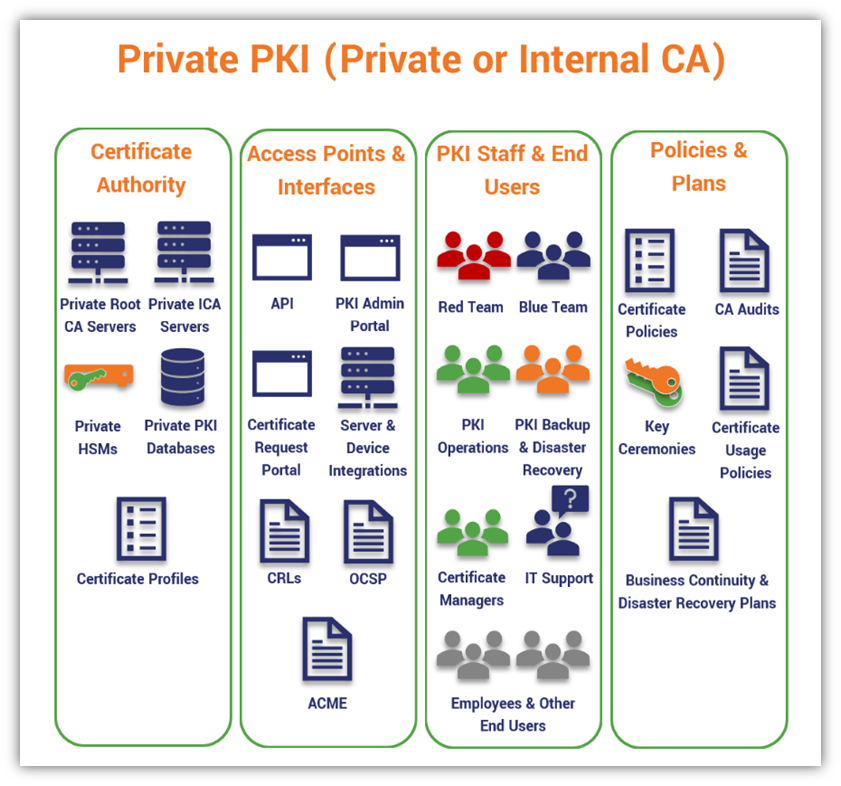 Private PKI (Private or Internal CA)
Certificate
Authority
Private Root
CA Servers
Private ICA
Servers
Private
HSMs
Private PKI
Databases
Certificate Profiles
Access Points &
Interfaces
API
PKI Admin
Portal
Certificate
Request
Portal
Server &
Device
Integrations
CRLs
OCSP
ACME
PKI Staff & End
Users
Red Team
Blue Team
PKI
Operations
PKI Backup
& Disaster
Recovery
?
Certificate
Managers
IT Support
Employees & Other
End Users
Policies &
Plans
Certificate
Policies
CA Audits
Key
Ceremonies
Certificate
Usage
Policies
Business Continuity &
Disaster Recovery Plans